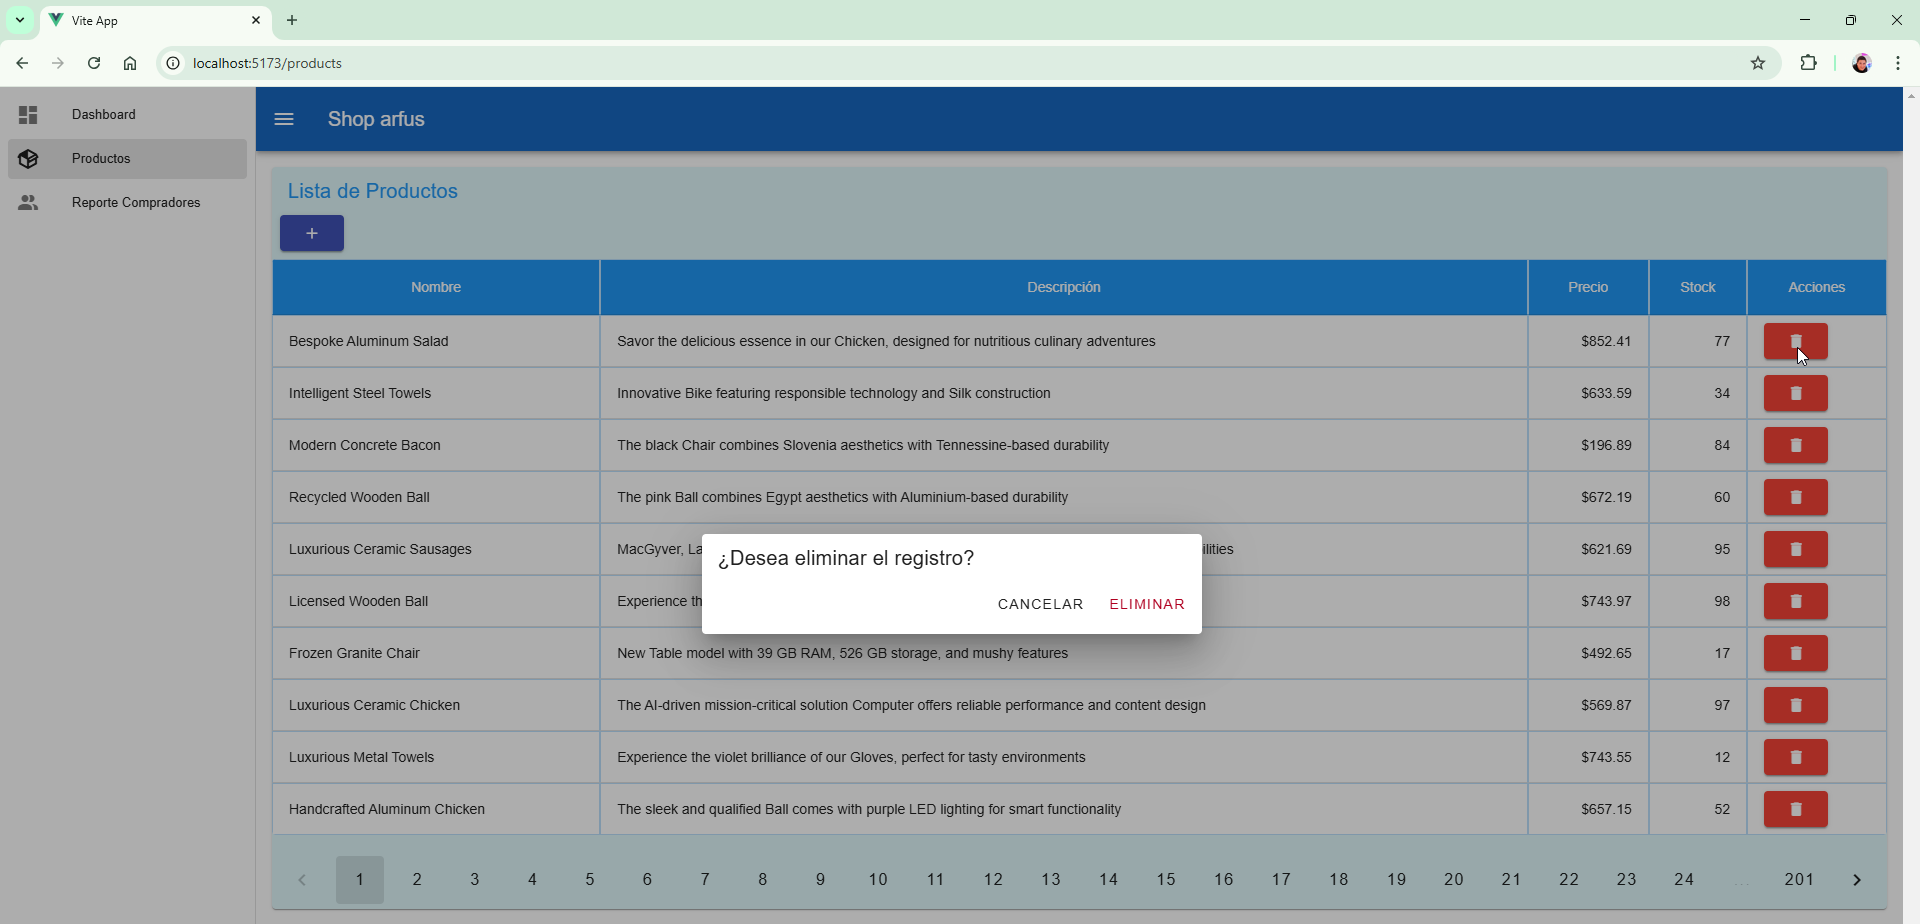 Vite App
localhost:5173/products
Dashboard
Productos
Reporte Compradores
Shop arfus
Lista de Productos
+
Nombre Descripción Precio Stock Acciones
Bespoke Aluminum Salad Savor the delicious essence in our Chicken, designed for nutritious culinary adventures $852.41 77
Intelligent Steel Towels Innovative Bike featuring responsible technology and Silk construction $633.59 34
Modern Concrete Bacon The black Chair combines Slovenia aesthetics with Tennessine-based durability $196.89 84
Recycled Wooden Ball The pink Ball combines Egypt aesthetics with Aluminium-based durability $672.19 60
Luxurious Ceramic Sausages MacGyver, La ilities $621.69 95
Licensed Wooden Ball Experience th $743.97 98
Frozen Granite Chair New Table model with 39 GB RAM, 526 GB storage, and mushy features $492.65 17
Luxurious Ceramic Chicken The AI-driven mission-critical solution Computer offers reliable performance and content design $569.87 97
Luxurious Metal Towels Experience the violet brilliance of our Gloves, perfect for tasty environments $743.55 12
Handcrafted Aluminum Chicken The sleek and qualified Ball comes with purple LED lighting for smart functionality $657.15 52
¿Desea eliminar el registro?
CANCELAR ELIMINAR
1 2 3 4 5 6 7 8 9 10 11 12 13 14 15 16 17 18 19 20 21 22 23 24 ... 201